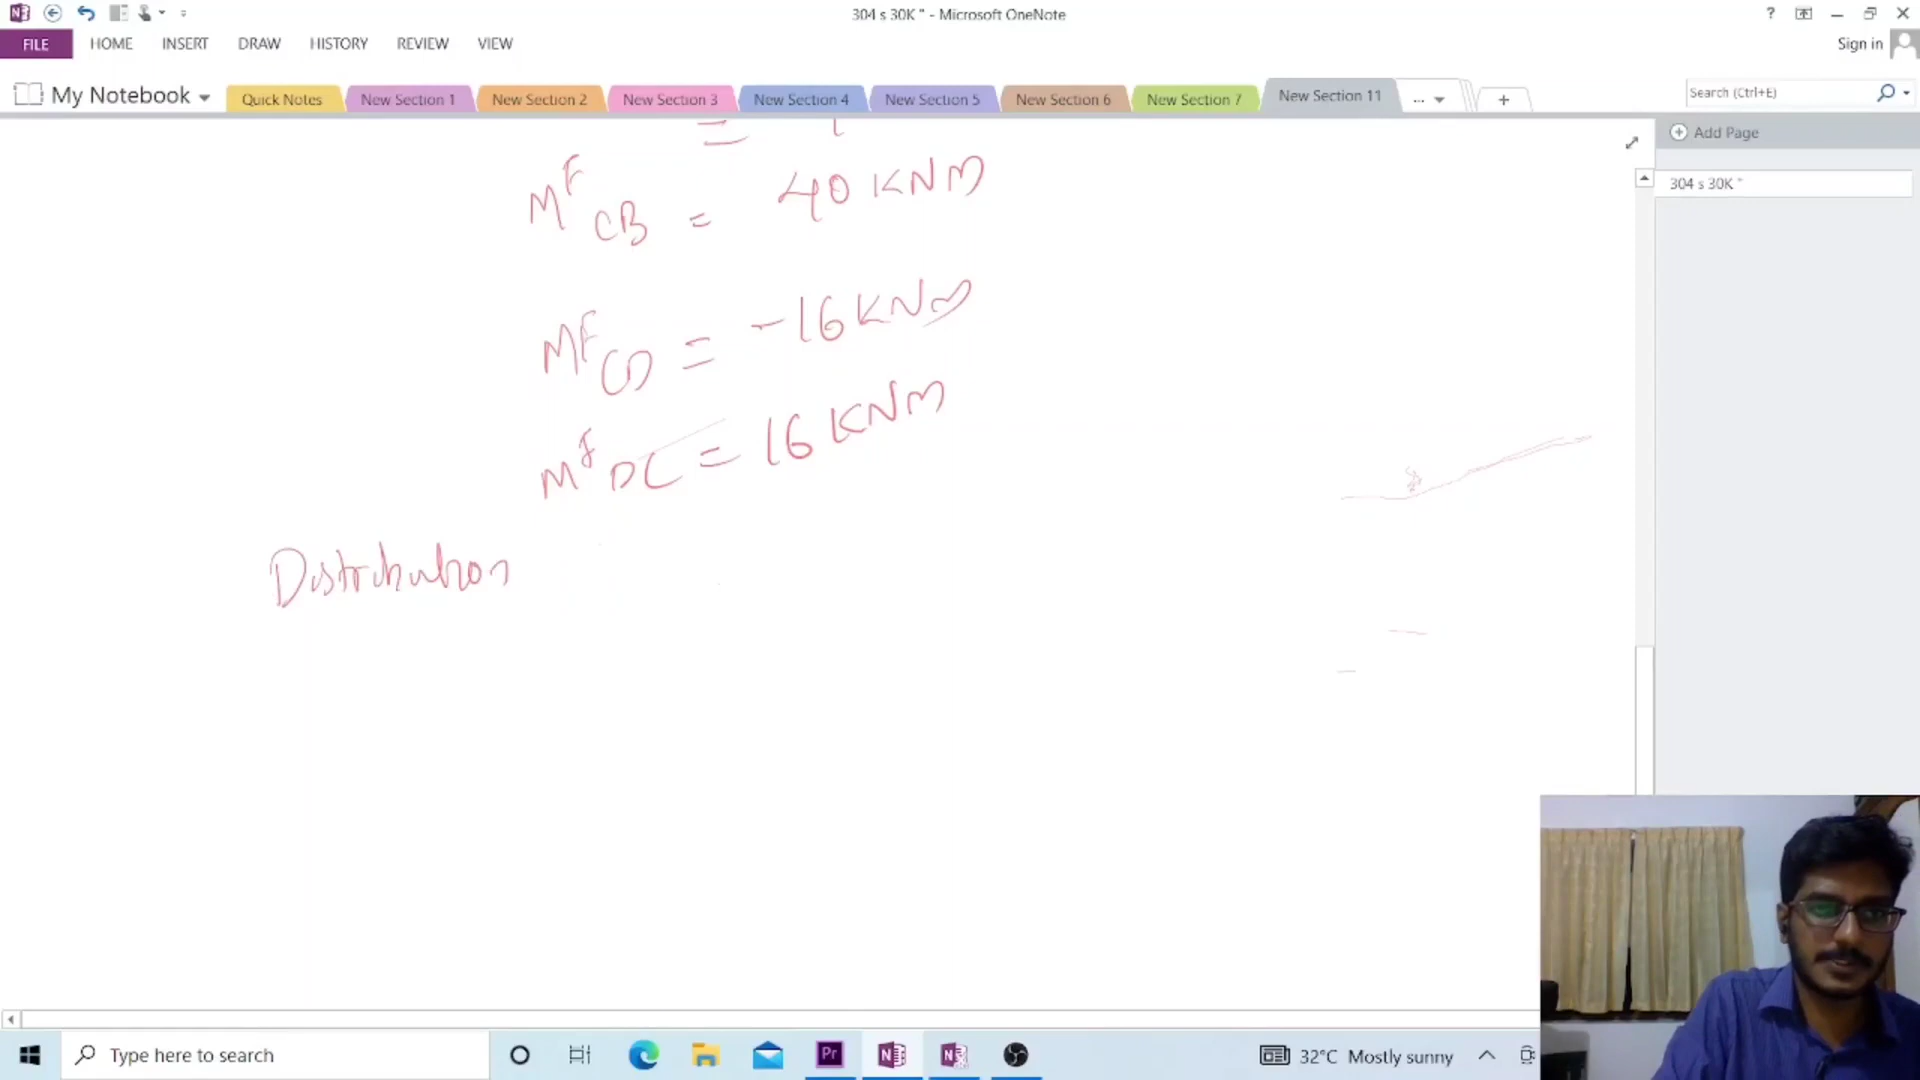 304 s 30K " - Microsoft OneNote
?
FILE HOME INSERT DRAW HISTORY REVIEW VIEW
Sign in
My Notebook Quick Notes New Section 1 New Section 2 New Section 3 New Section 4 New Section 5 New Section 6 New Section 7 New Section 11 ... +
Search (Ctrl+E)
Add Page
304 s 30K "
M^F CB = 40 KNM
M^F CD = -16 KNM
M^F DC = 16 KNM
Distribution
Type here to search
Pr
32°C Mostly sunny